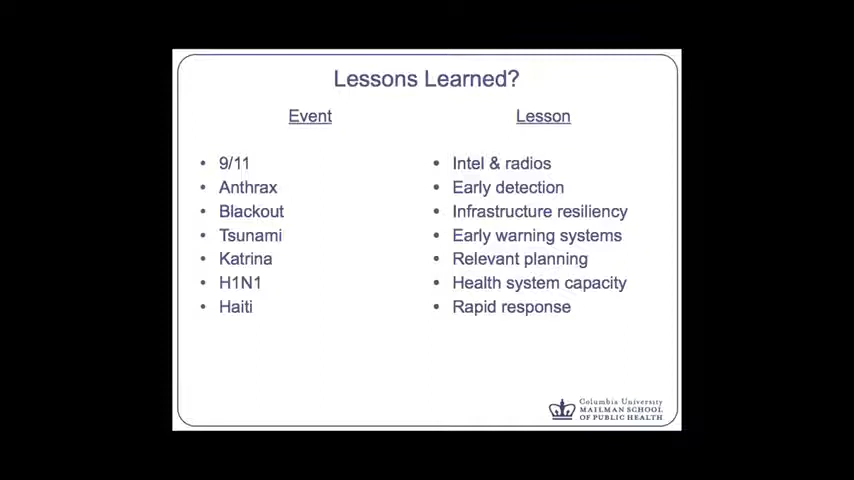 Lessons Learned?
Event Lesson
• 9/11 • Intel & radios
• Anthrax • Early detection
• Blackout • Infrastructure resiliency
• Tsunami • Early warning systems
• Katrina • Relevant planning
• H1N1 • Health system capacity
• Haiti • Rapid response
Columbia University
MAILMAN SCHOOL
OF PUBLIC HEALTH